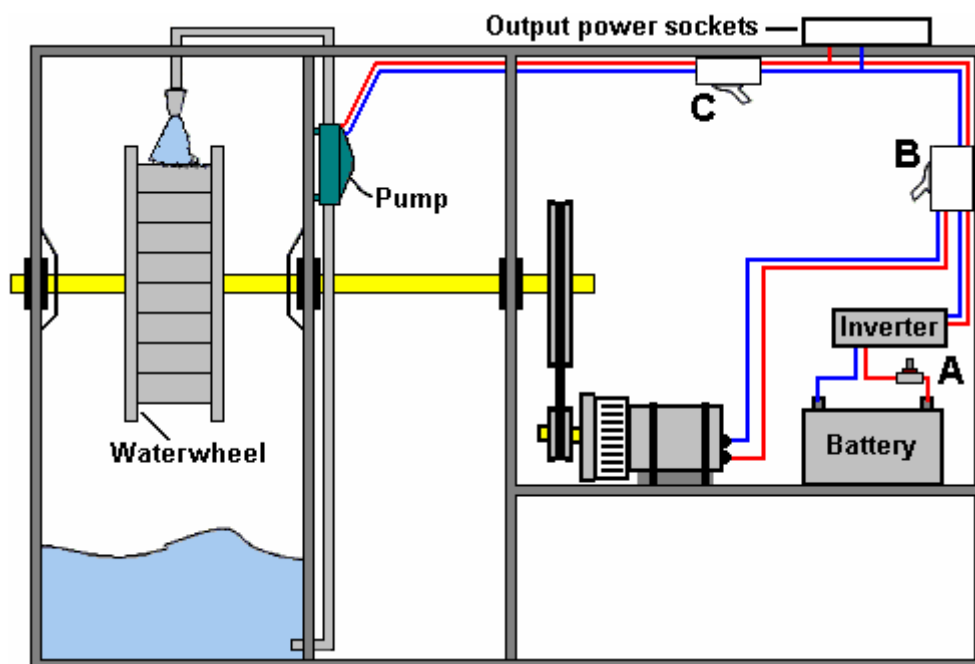 Output power sockets
C
B
Pump
Inverter
A
Waterwheel
Battery